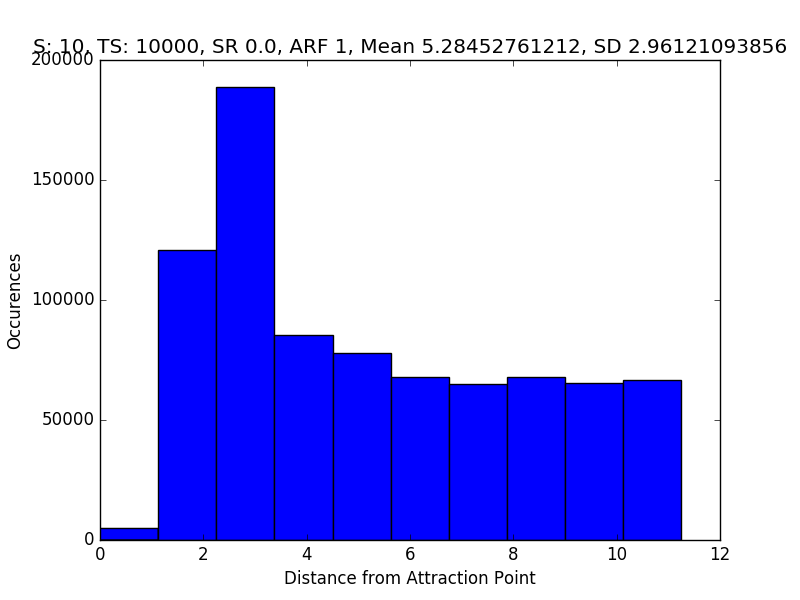 S: 10, TS: 10000, SR 0.0, ARF 1, Mean 5.28452761212, SD 2.96121093856
200000
150000
100000
50000
0
Occurences
0 2 4 6 8 10 12
Distance from Attraction Point